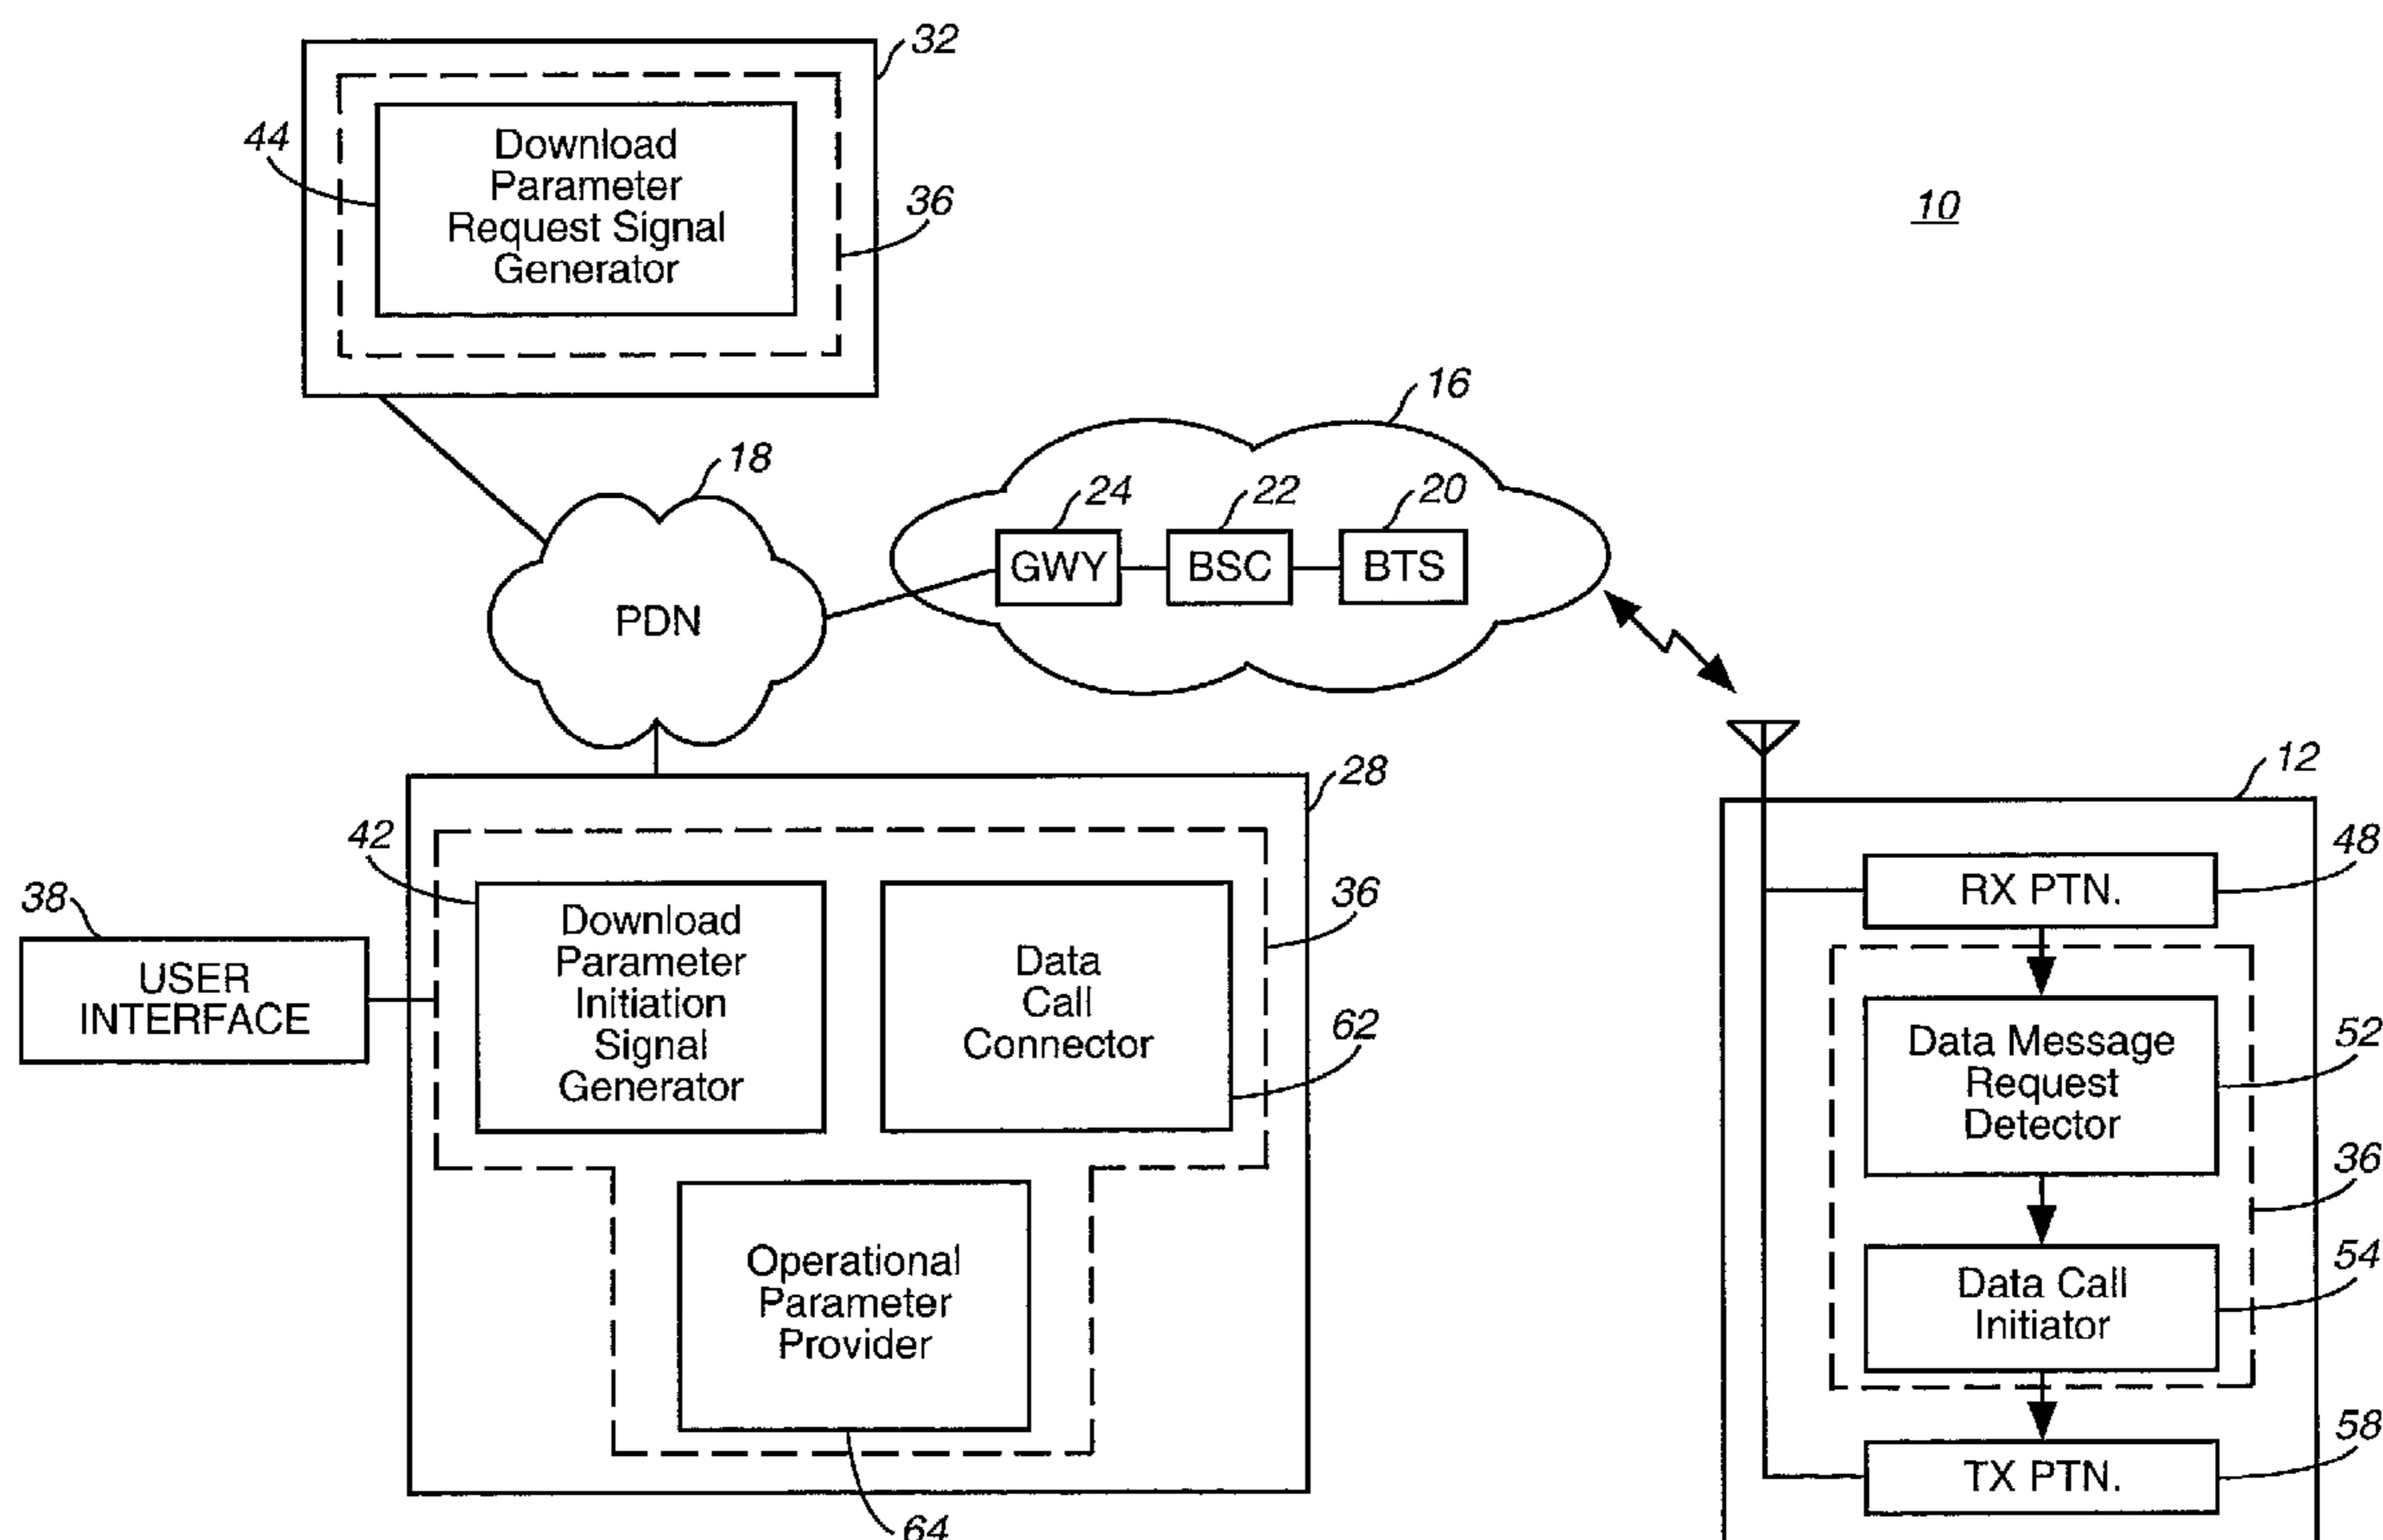 32
44
Download
Parameter
Request Signal
Generator
36
10
16
18
24
22
20
GWY
BSC
BTS
PDN
28
12
42
48
RX PTN.
38
36
Download
Parameter
Initiation
Signal
Generator
Data
Call
Connector
USER
INTERFACE
62
Data Message
Request
Detector
52
36
Operational
Parameter
Provider
54
Data Call
Initiator
58
TX PTN.
64